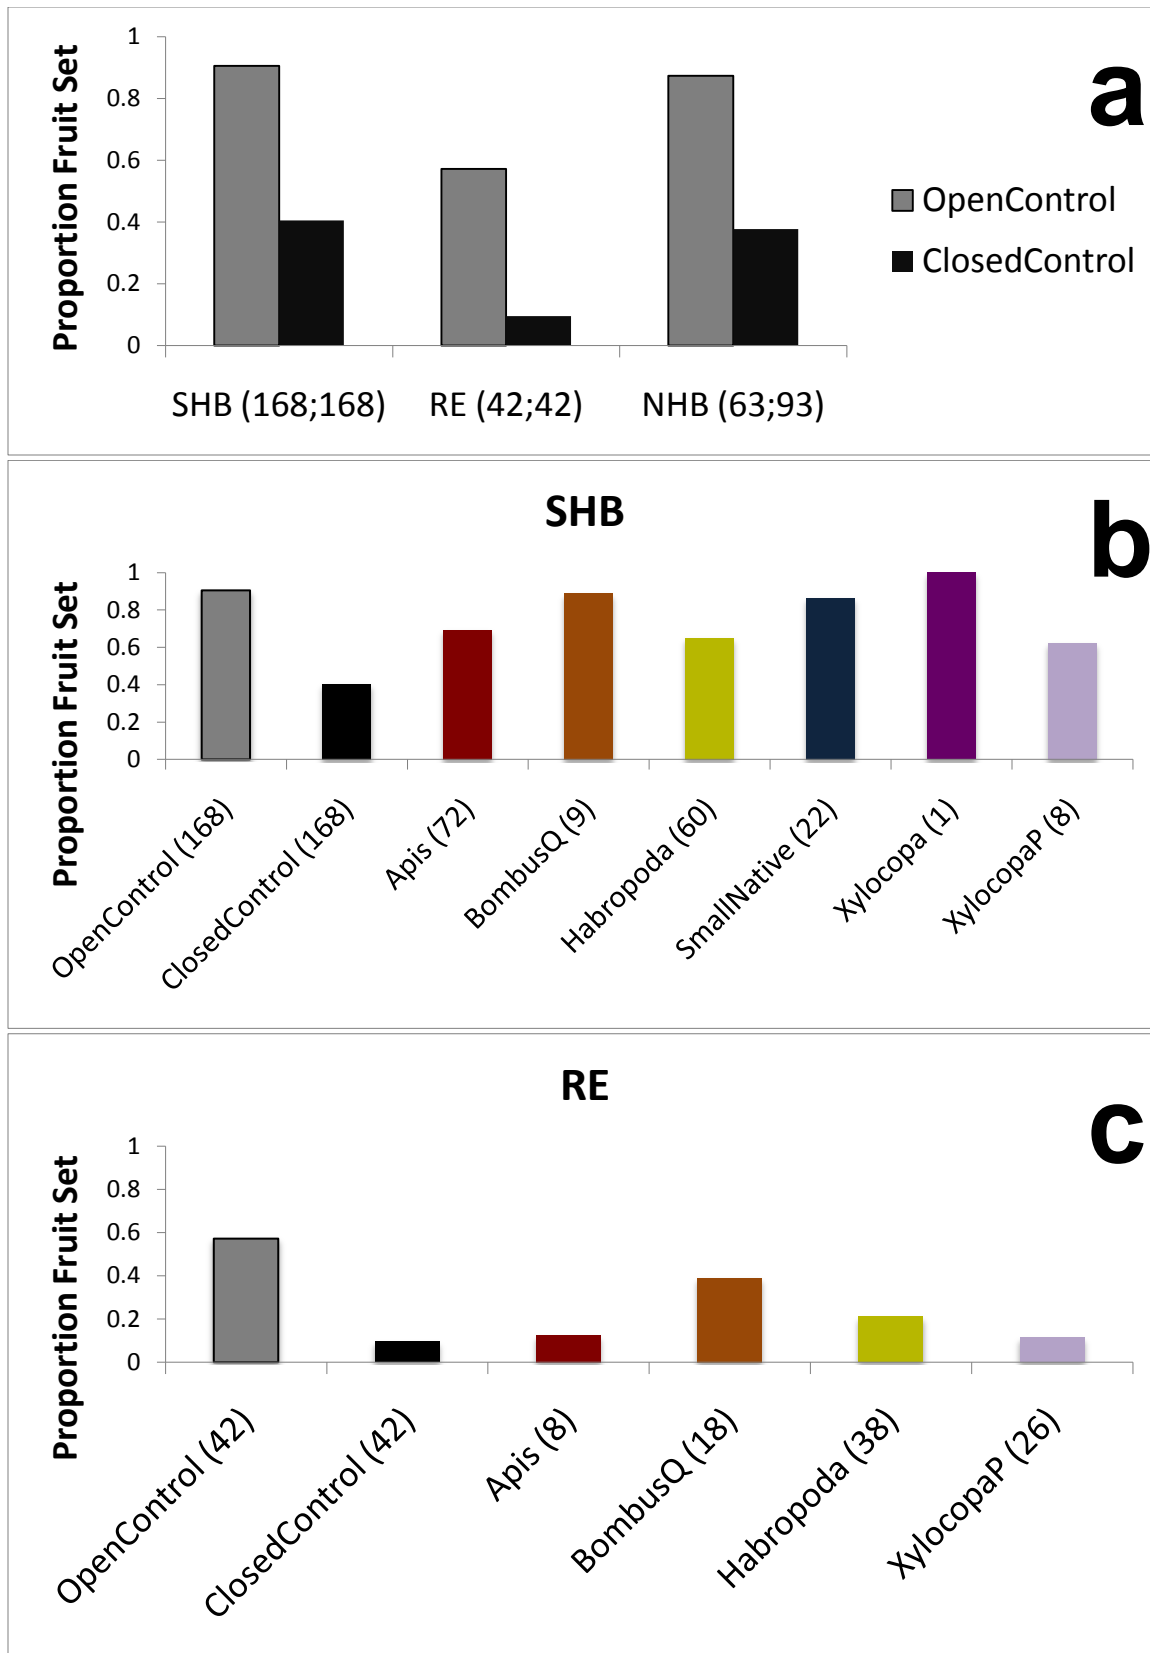 a
Proportion Fruit Set
1
0.8
0.6
0.4
0.2
0
SHB (168;168)
RE (42;42)
NHB (63;93)
OpenControl
ClosedControl
b
SHB
Proportion Fruit Set
1
0.8
0.6
0.4
0.2
0
OpenControl (168)
ClosedControl (168)
Apis (72)
BombusQ (9)
Habropoda (60)
SmallNative (22)
Xylocopa (1)
XylocopaP (8)
c
RE
Proportion Fruit Set
1
0.8
0.6
0.4
0.2
0
OpenControl (42)
ClosedControl (42)
Apis (8)
BombusQ (18)
Habropoda (38)
XylocopaP (26)